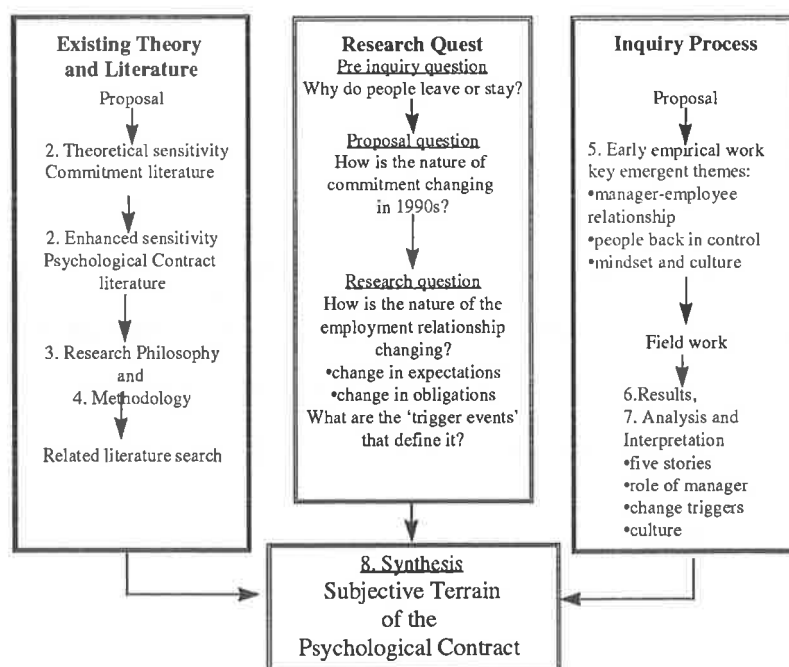 Existing Theory
and Literature
Proposal
2. Theoretical sensitivity
Commitment literature
2. Enhanced sensitivity
Psychological Contract
literature
3. Research Philosophy
and
4. Methodology
Related literature search
Research Quest
Pre inquiry question
Why do people leave or stay?
Proposal question
How is the nature of
commitment changing
in 1990s?
Research question
How is the nature of the
employment relationship
changing?
•change in expectations
•change in obligations
What are the ‘trigger events’
that define it?
Inquiry Process
Proposal
5. Early empirical work
key emergent themes:
•manager-employee
relationship
•people back in control
•mindset and culture
Field work
6.Results,
7. Analysis and
Interpretation
•five stories
•role of manager
•change triggers
•culture
8. Synthesis
Subjective Terrain
of the
Psychological Contract